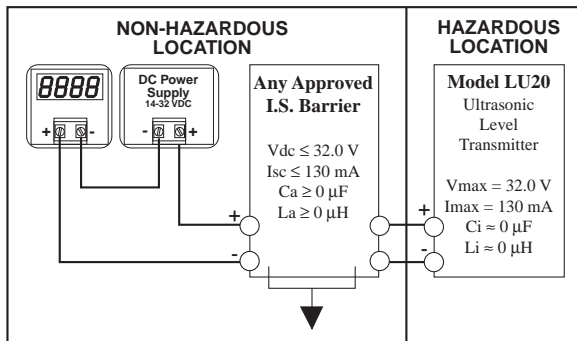 NON-HAZARDOUS
LOCATION
HAZARDOUS
LOCATION
8888
+ -
DC Power
Supply
14-32 VDC
- +
Any Approved
I.S. Barrier
Vdc ≤ 32.0 V
Isc ≤ 130 mA
Ca ≥ 0 µF
La ≥ 0 µH
+
-
Model LU20
Ultrasonic
Level
Transmitter
Vmax = 32.0 V
Imax = 130 mA
Ci ≈ 0 µF
Li ≈ 0 µH
+
-